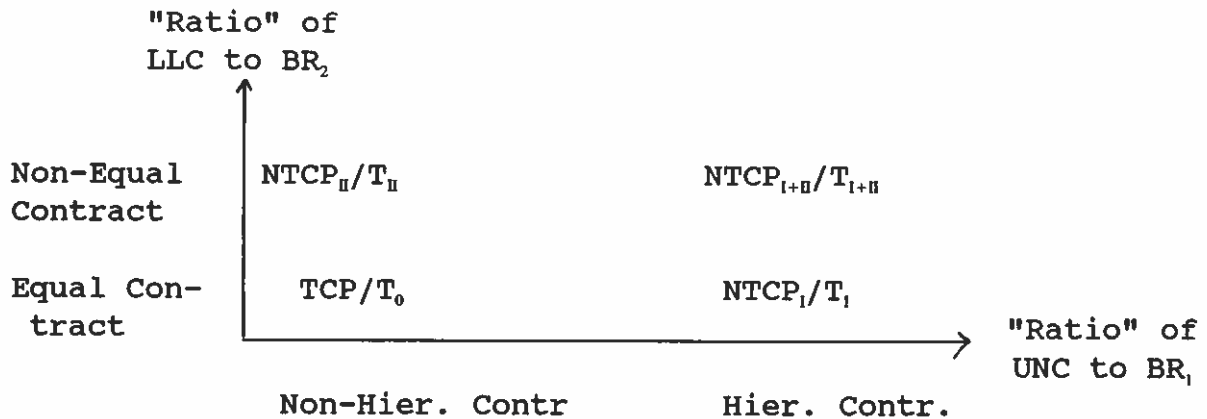 "Ratio" of
LLC to BR₂
Non-Equal
Contract
NTCP_II/T_II
NTCP_I+II/T_I+II
Equal Con-
tract
TCP/T₀
NTCP_I/T_I
"Ratio" of
UNC to BR_I
Non-Hier. Contr
Hier. Contr.